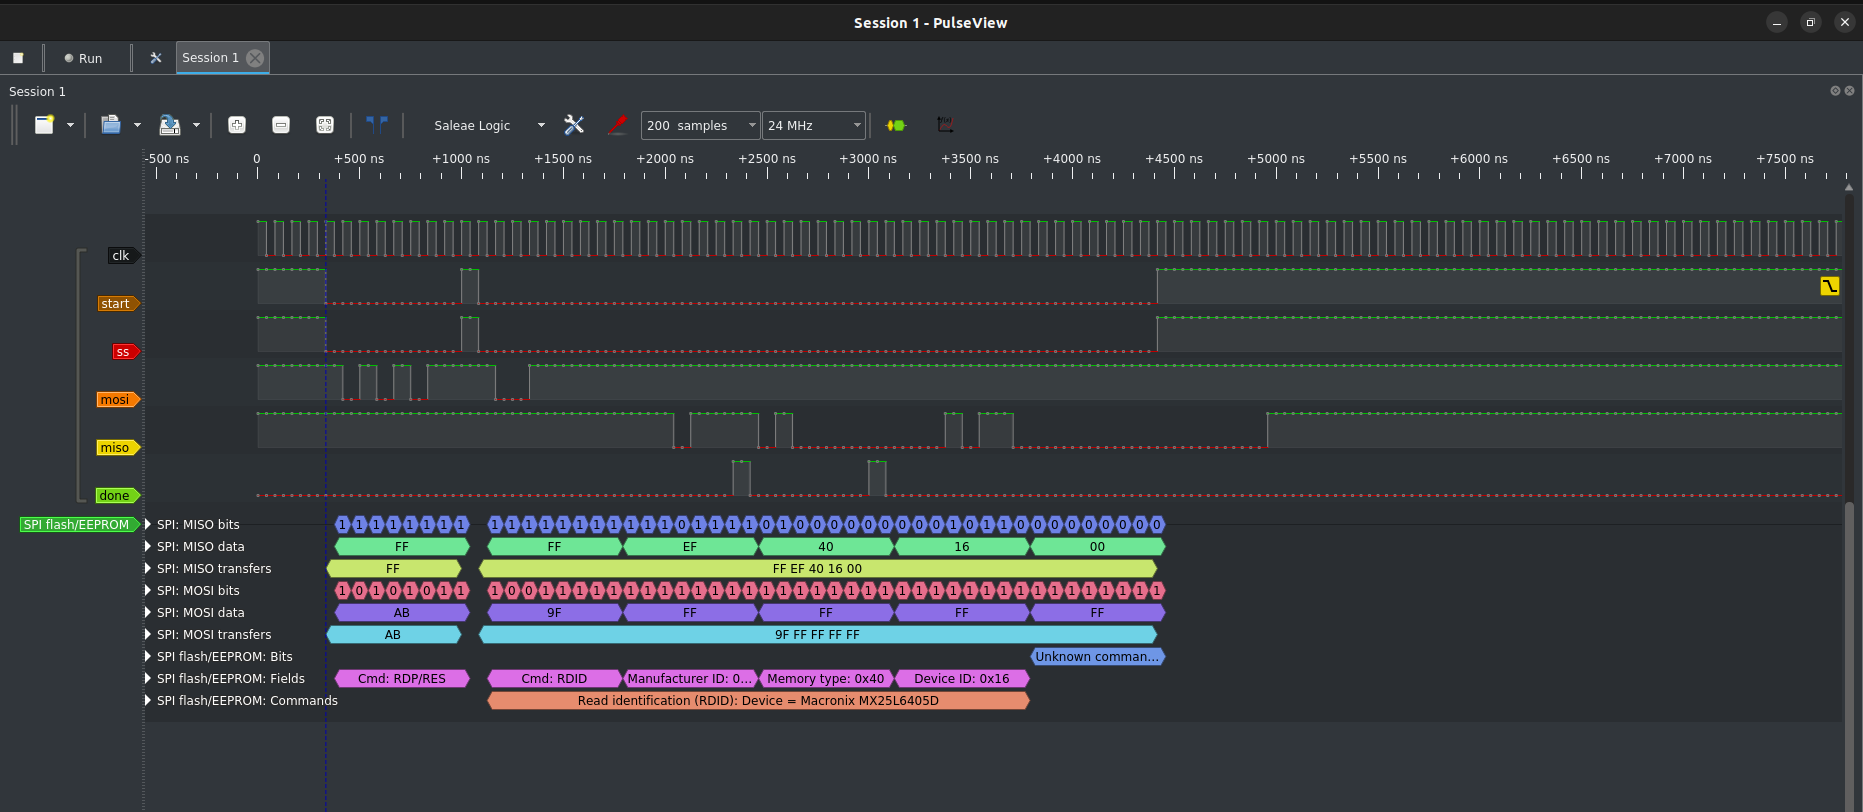 Session 1 - PulseView
Run
Session 1
Session 1
Saleae Logic
200 samples
24 MHz
-500 ns 0 +500 ns +1000 ns +1500 ns +2000 ns +2500 ns +3000 ns +3500 ns +4000 ns +4500 ns +5000 ns +5500 ns +6000 ns +6500 ns +7000 ns +7500 ns
clk
start
ss
mosi
miso
done
SPI flash/EEPROM SPI: MISO bits 1 1 1 1 1 1 1 1 1 1 1 1 1 1 1 1 1 1 1 0 1 1 1 1 0 1 0 0 0 0 0 0 0 0 0 1 0 1 1 0 0 0 0 0 0 0 0 0
SPI: MISO data FF FF EF 40 16 00
SPI: MISO transfers FF FF EF 40 16 00
SPI: MOSI bits 1 0 1 0 1 0 1 1 1 0 0 1 1 1 1 1 1 1 1 1 1 1 1 1 1 1 1 1 1 1 1 1 1 1 1 1 1 1 1 1 1 1 1 1 1 1 1 1
SPI: MOSI data AB 9F FF FF FF FF
SPI: MOSI transfers AB 9F FF FF FF FF
SPI flash/EEPROM: Bits Unknown comman...
SPI flash/EEPROM: Fields Cmd: RDP/RES Cmd: RDID Manufacturer ID: 0... Memory type: 0x40 Device ID: 0x16
SPI flash/EEPROM: Commands Read identification (RDID): Device = Macronix MX25L6405D